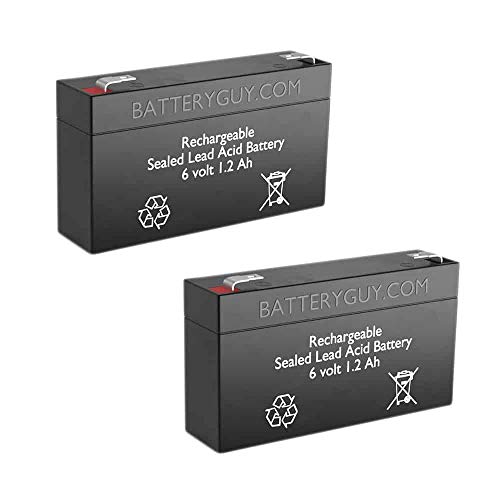 BATTERYGUY.COM
Rechargeable
Sealed Lead Acid Battery
6 volt 1.2 Ah
BATTERYGUY.COM
Rechargeable
Sealed Lead Acid Battery
6 volt 1.2 Ah